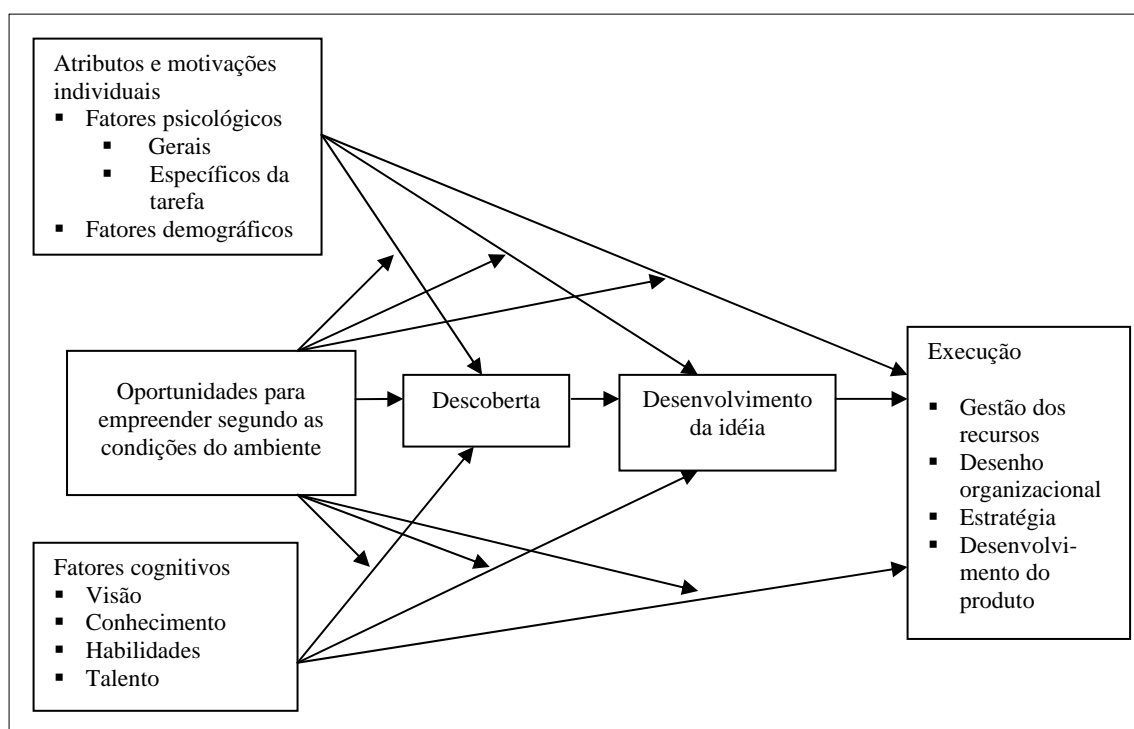 Atributos e motivações
individuais
▪ Fatores psicológicos
▪ Gerais
▪ Específicos da
tarefa
▪ Fatores demográficos
Oportunidades para
empreender segundo as
condições do ambiente
Descoberta
Desenvolvimento
da idéia
Execução
▪ Gestão dos
recursos
▪ Desenho
organizacional
▪ Estratégia
▪ Desenvolvi-
mento do
produto
Fatores cognitivos
▪ Visão
▪ Conhecimento
▪ Habilidades
▪ Talento